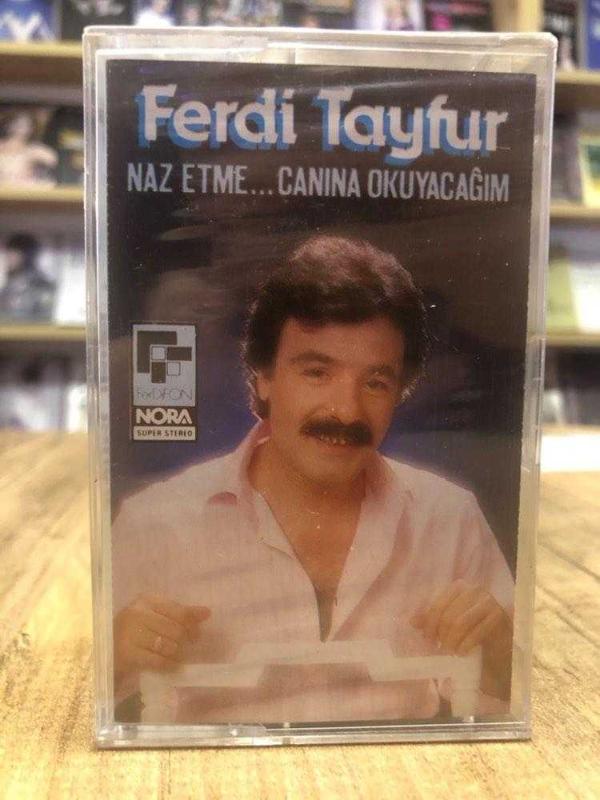 Ferdi Tayfur
NAZ ETME... CANINA OKUYACAĞIM
FerDiFON
NORA
SUPER STEREO